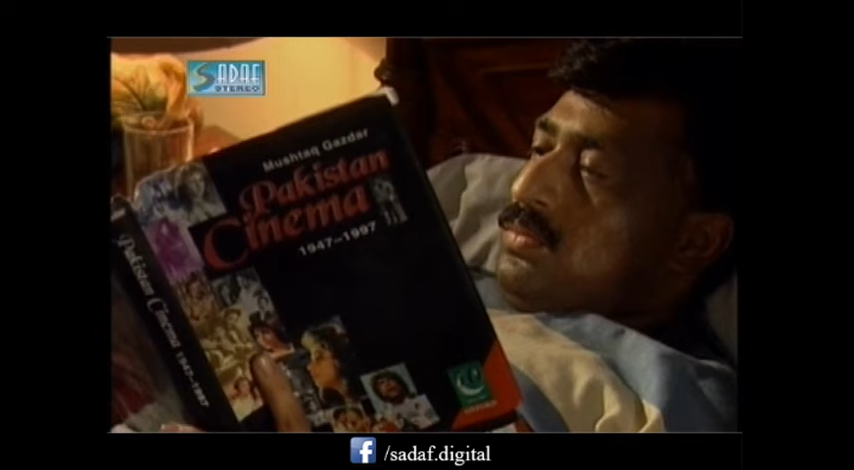 SADAF
STEREO
Mushtaq Gazdar
Pakistan
Cinema
1947–1997
Pakistan Cinema 1947–1997
/sadaf.digital